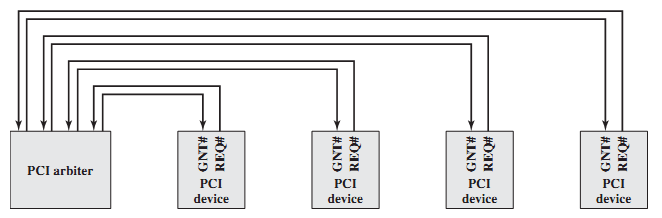 PCI arbiter
GNT#
REQ#
PCI
device
GNT#
REQ#
PCI
device
GNT#
REQ#
PCI
device
GNT#
REQ#
PCI
device